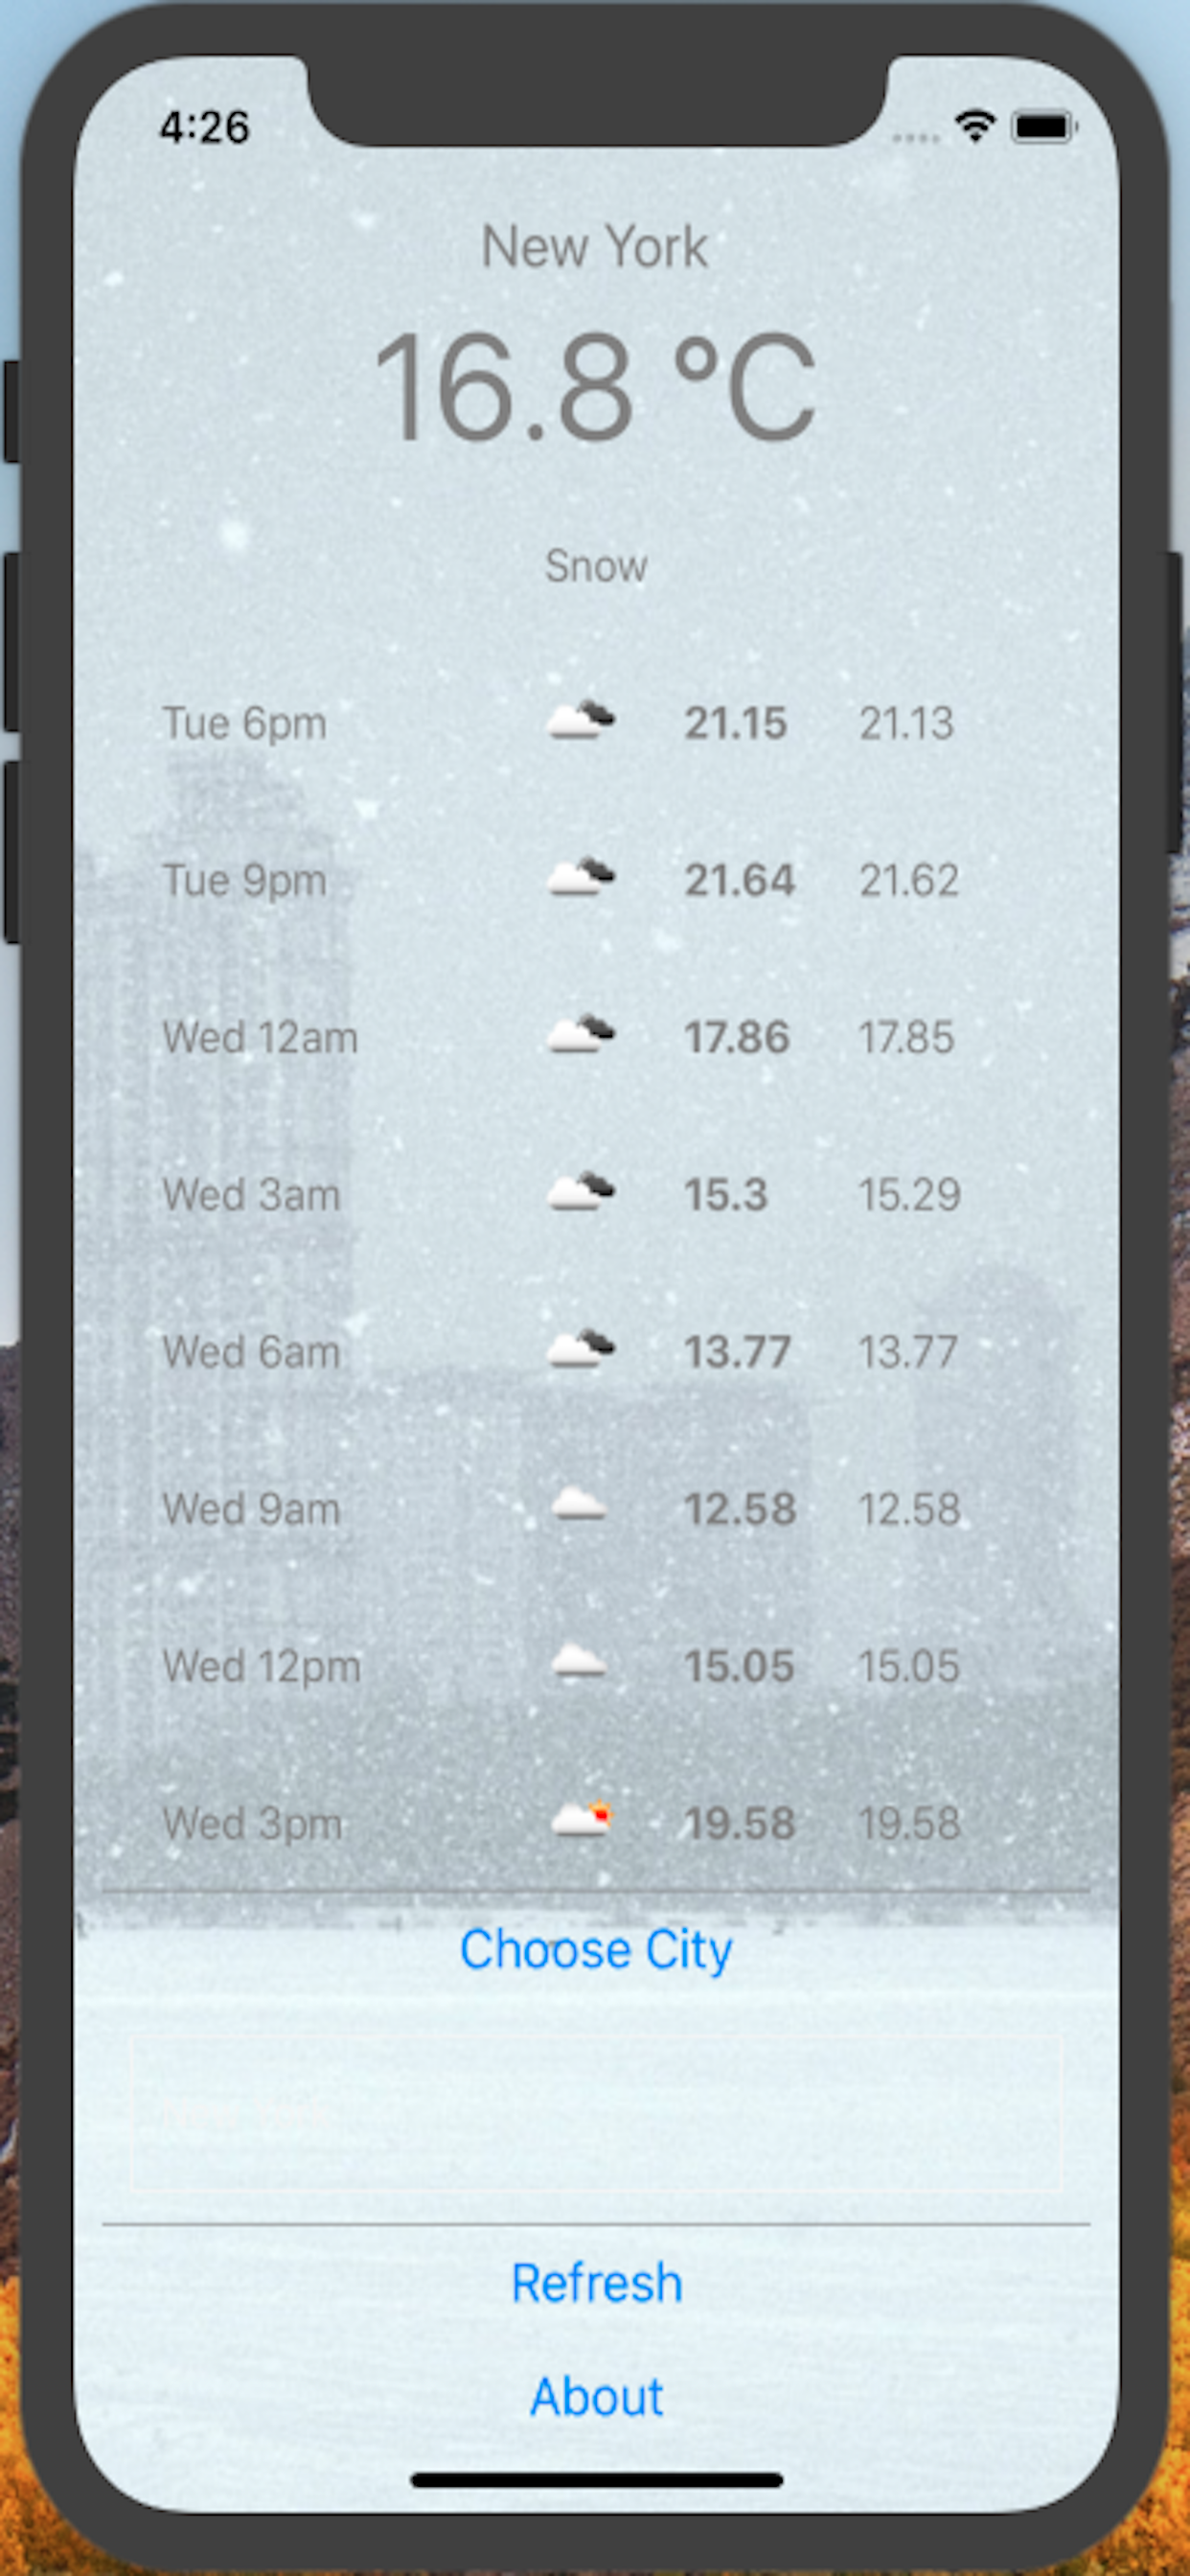 4:26
New York
16.8 °C
Snow
Tue 6pm 21.15 21.13
Tue 9pm 21.64 21.62
Wed 12am 17.86 17.85
Wed 3am 15.3 15.29
Wed 6am 13.77 13.77
Wed 9am 12.58 12.58
Wed 12pm 15.05 15.05
Wed 3pm 19.58 19.58
Choose City
Refresh
About